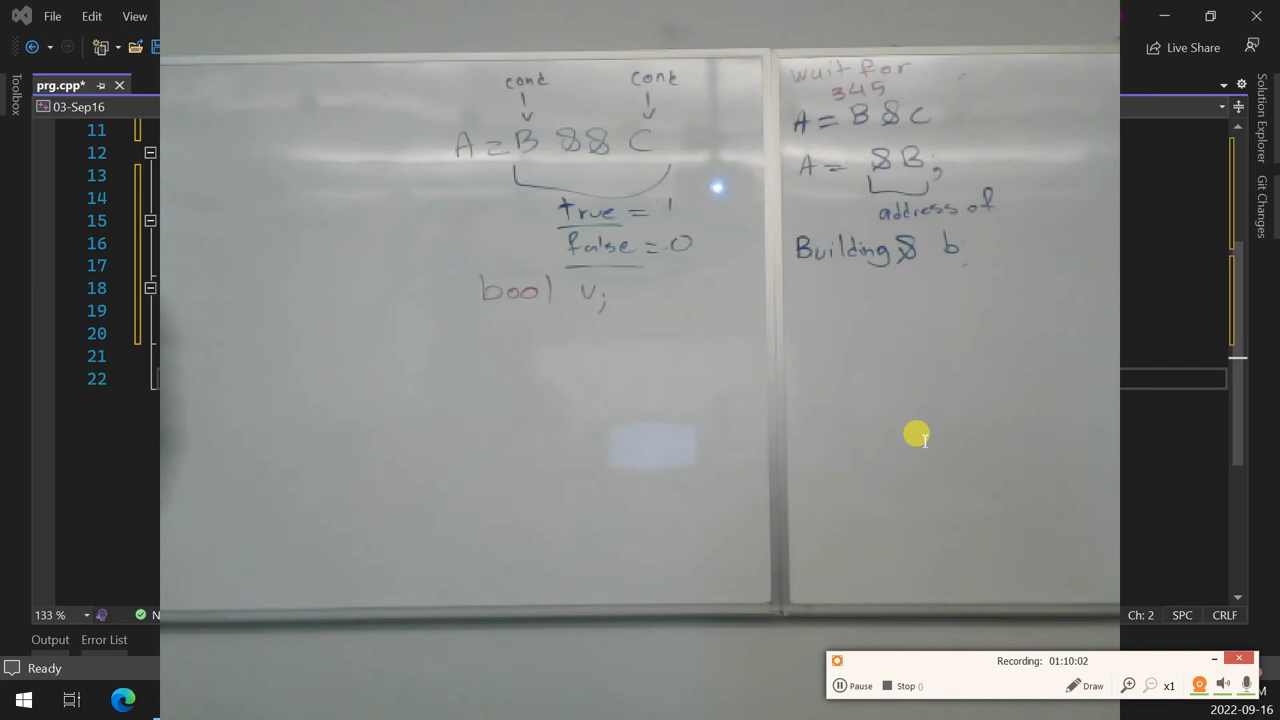 File Edit View
Live Share
prg.cpp*
03-Sep16
Toolbox
11
12
13
14
15
16
17
18
19
20
21
22
cond cond
A = B && C
true = 1
false = 0
bool v;
wait for
345
A = B & C
A = &B;
address of
Building& b
Solution Explorer
Git Changes
133 %
Ch: 2 SPC CRLF
Output Error List
Ready
Recording: 01:10:02
Pause Stop () Draw x1
2022-09-16